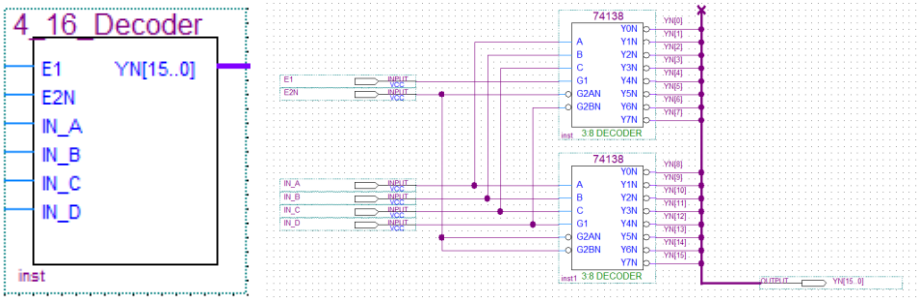 4_16_Decoder
E1 YN[15..0]
E2N
IN_A
IN_B
IN_C
IN_D
inst
74138
A Y0N YN[0]
B Y1N YN[1]
C Y2N YN[2]
G1 Y3N YN[3]
G2AN Y4N YN[4]
G2BN Y5N YN[5]
Y6N YN[6]
Y7N YN[7]
inst 3:8 DECODER
E1 INPUT VCC
E2N INPUT VCC
74138
A Y0N YN[8]
B Y1N YN[9]
C Y2N YN[10]
G1 Y3N YN[11]
G2AN Y4N YN[12]
G2BN Y5N YN[13]
Y6N YN[14]
Y7N YN[15]
inst1 3:8 DECODER
IN_A INPUT VCC
IN_B INPUT VCC
IN_C INPUT VCC
IN_D INPUT VCC
OUTPUT YN[15..0]